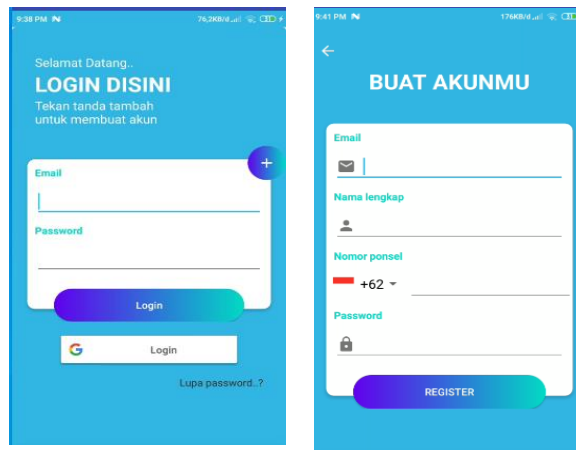 9:38 PM
76,2KB/d
Selamat Datang..
LOGIN DISINI
Tekan tanda tambah
untuk membuat akun
+
Email
Password
Login
G Login
Lupa password..?
9:41 PM
176KB/d
BUAT AKUNMU
Email
Nama lengkap
Nomor ponsel
+62
Password
REGISTER